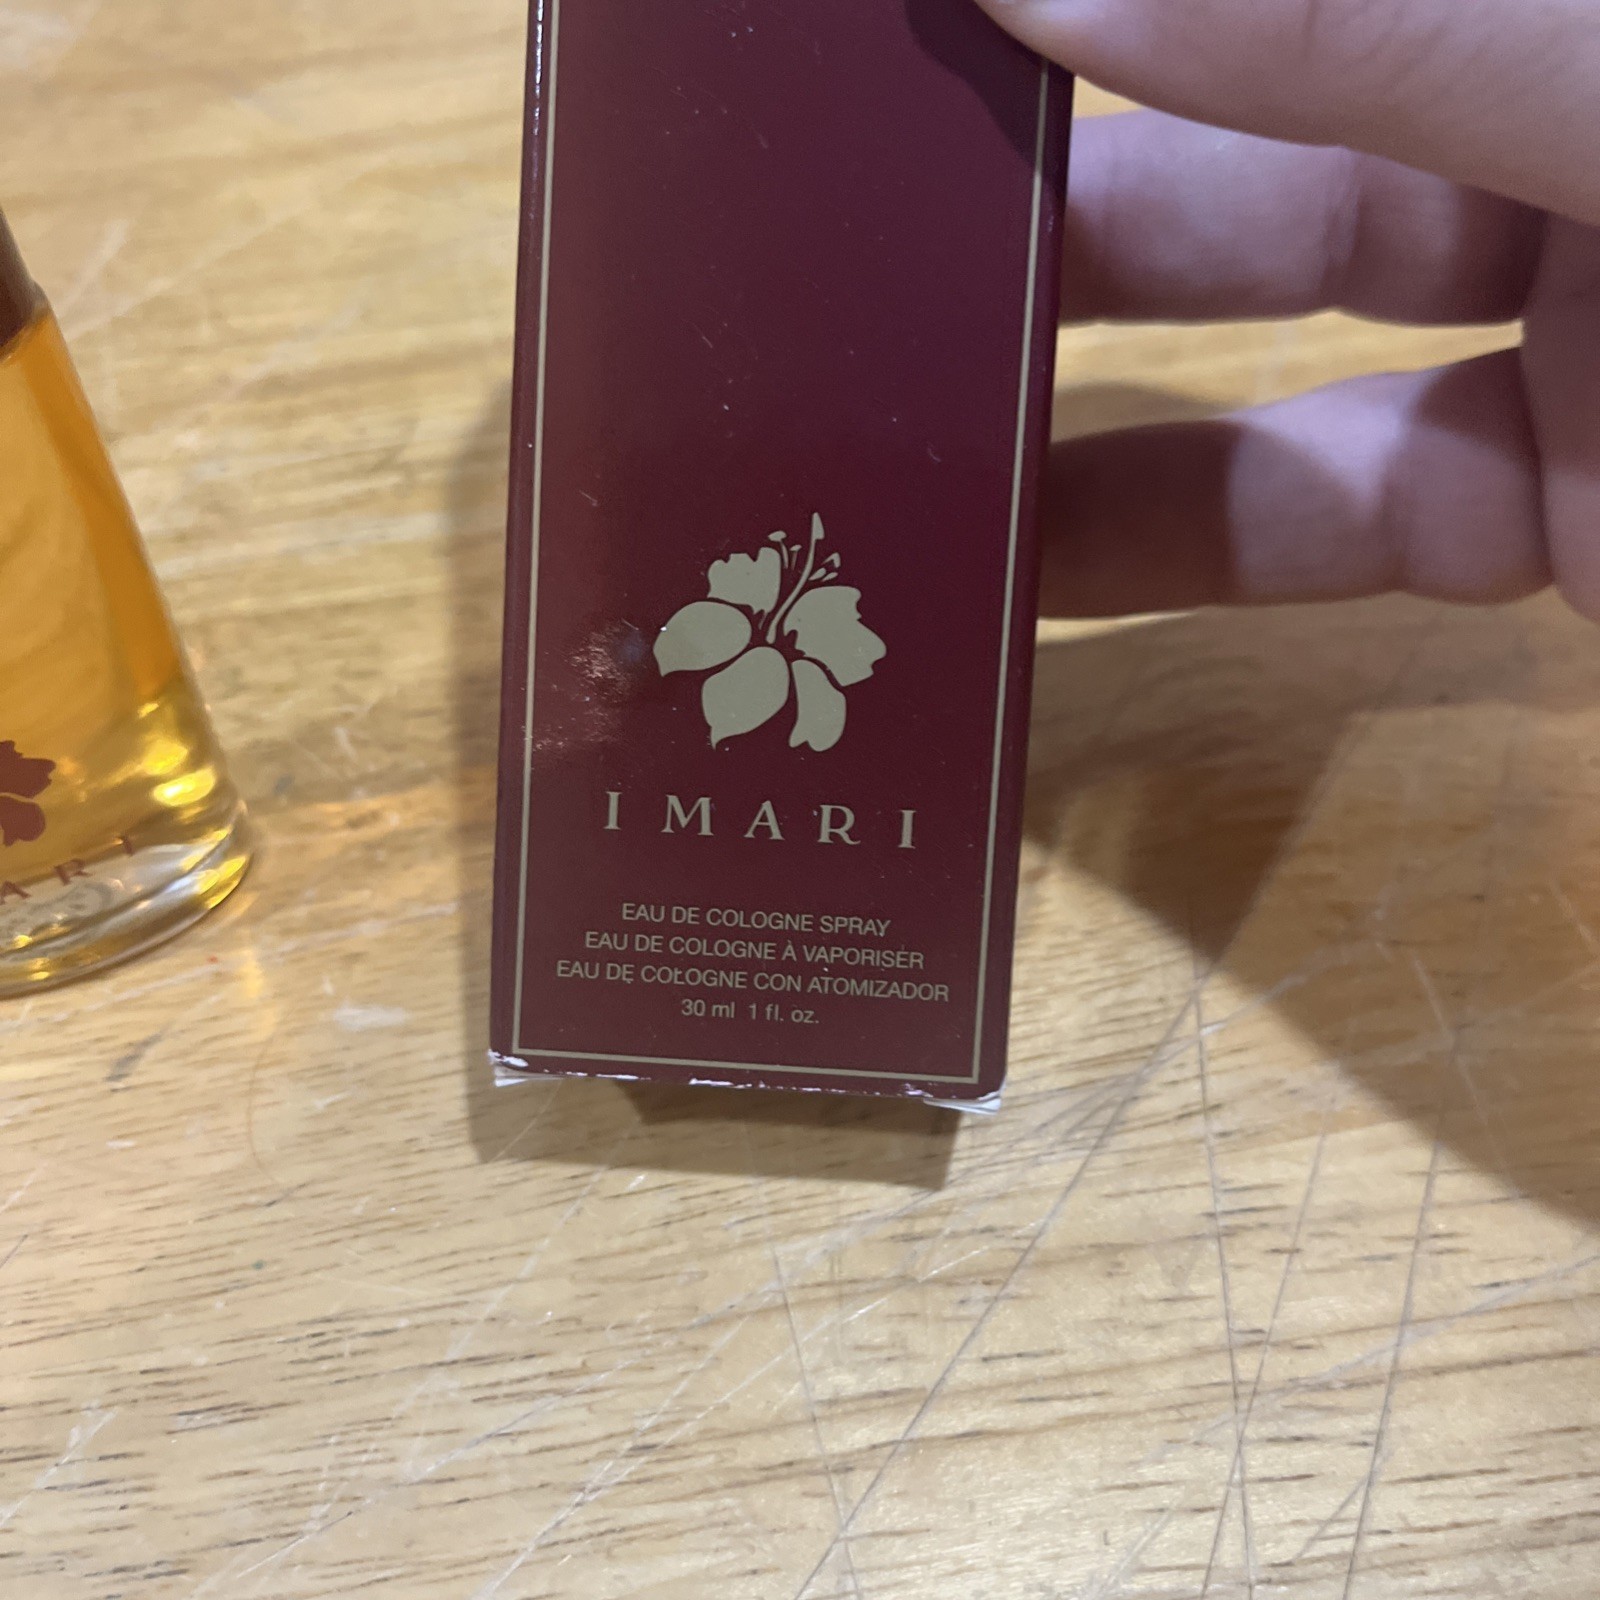 IMARI
EAU DE COLOGNE SPRAY
EAU DE COLOGNE À VAPORISER
EAU DE COLOGNE CON ATOMIZADOR
30 ml 1 fl. oz.
ARI